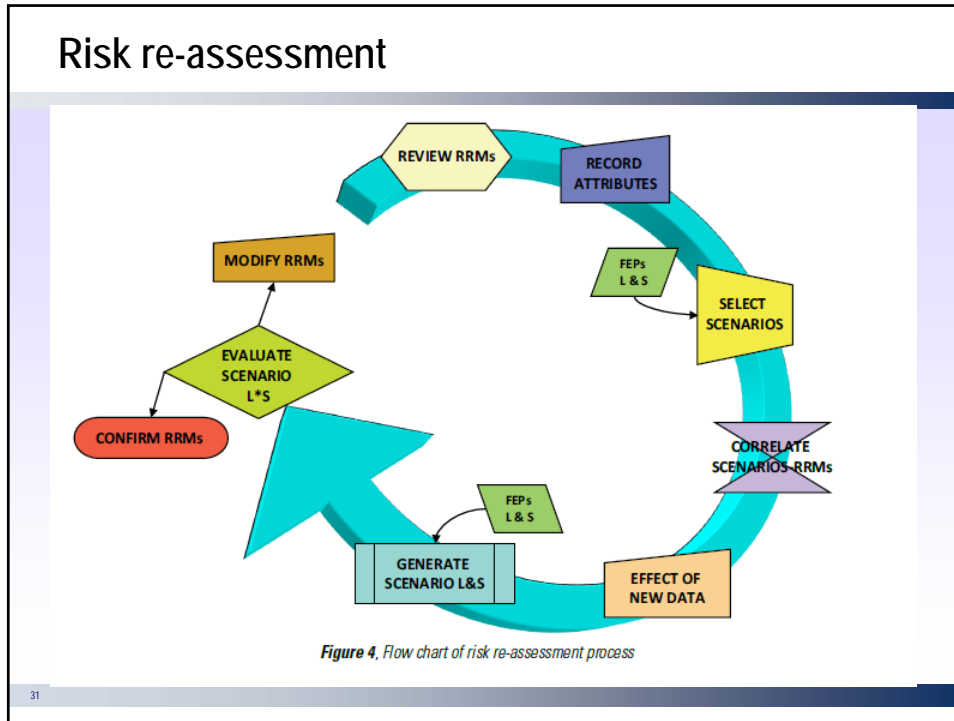 Risk re-assessment
REVIEW RRMs
RECORD
ATTRIBUTES
FEPs
L & S
SELECT
SCENARIOS
CORRELATE
SCENARIOS-RRMs
EFFECT OF
NEW DATA
FEPs
L & S
GENERATE
SCENARIO L&S
EVALUATE
SCENARIO
L*S
MODIFY RRMs
CONFIRM RRMs
Figure 4, Flow chart of risk re-assessment process
31